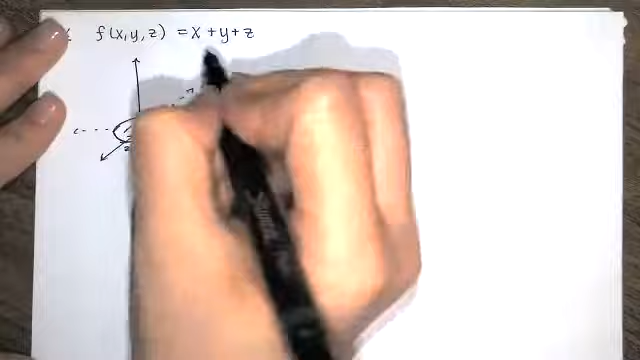 f(x,y,z) = x+y+z